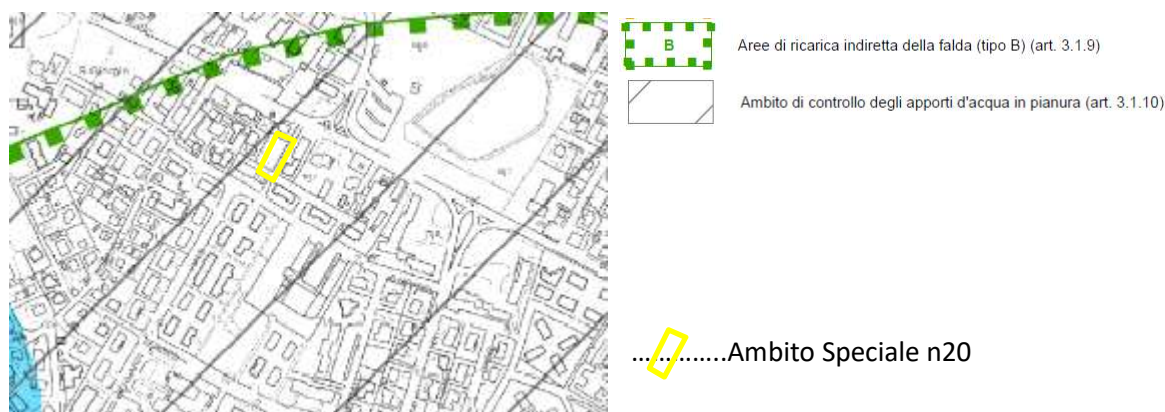 B
Aree di ricarica indiretta della falda (tipo B) (art. 3.1.9)
Ambito di controllo degli apporti d'acqua in pianura (art. 3.1.10)
..............Ambito Speciale n20